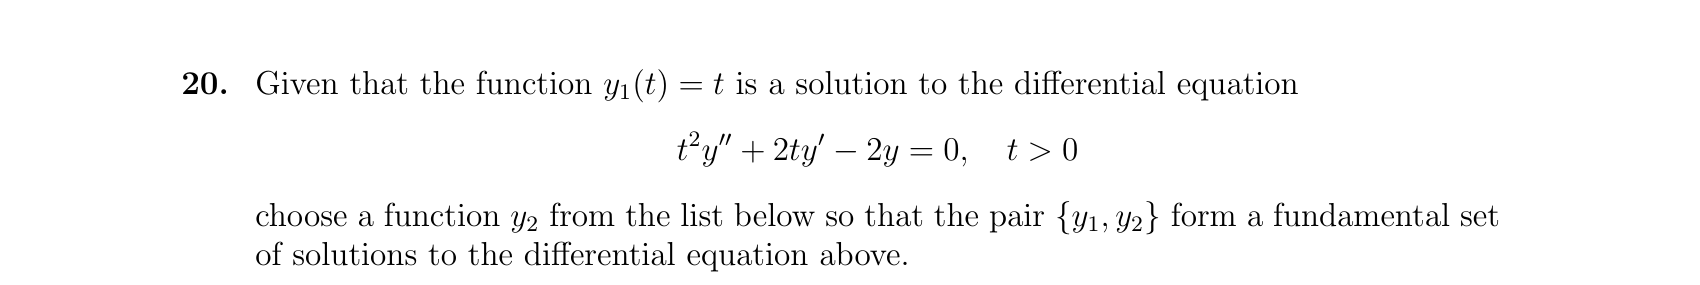 20. Given that the function y₁(t) = t is a solution to the differential equation
t²y″ + 2ty′ − 2y = 0, t > 0
choose a function y₂ from the list below so that the pair {y₁, y₂} form a fundamental set
of solutions to the differential equation above.